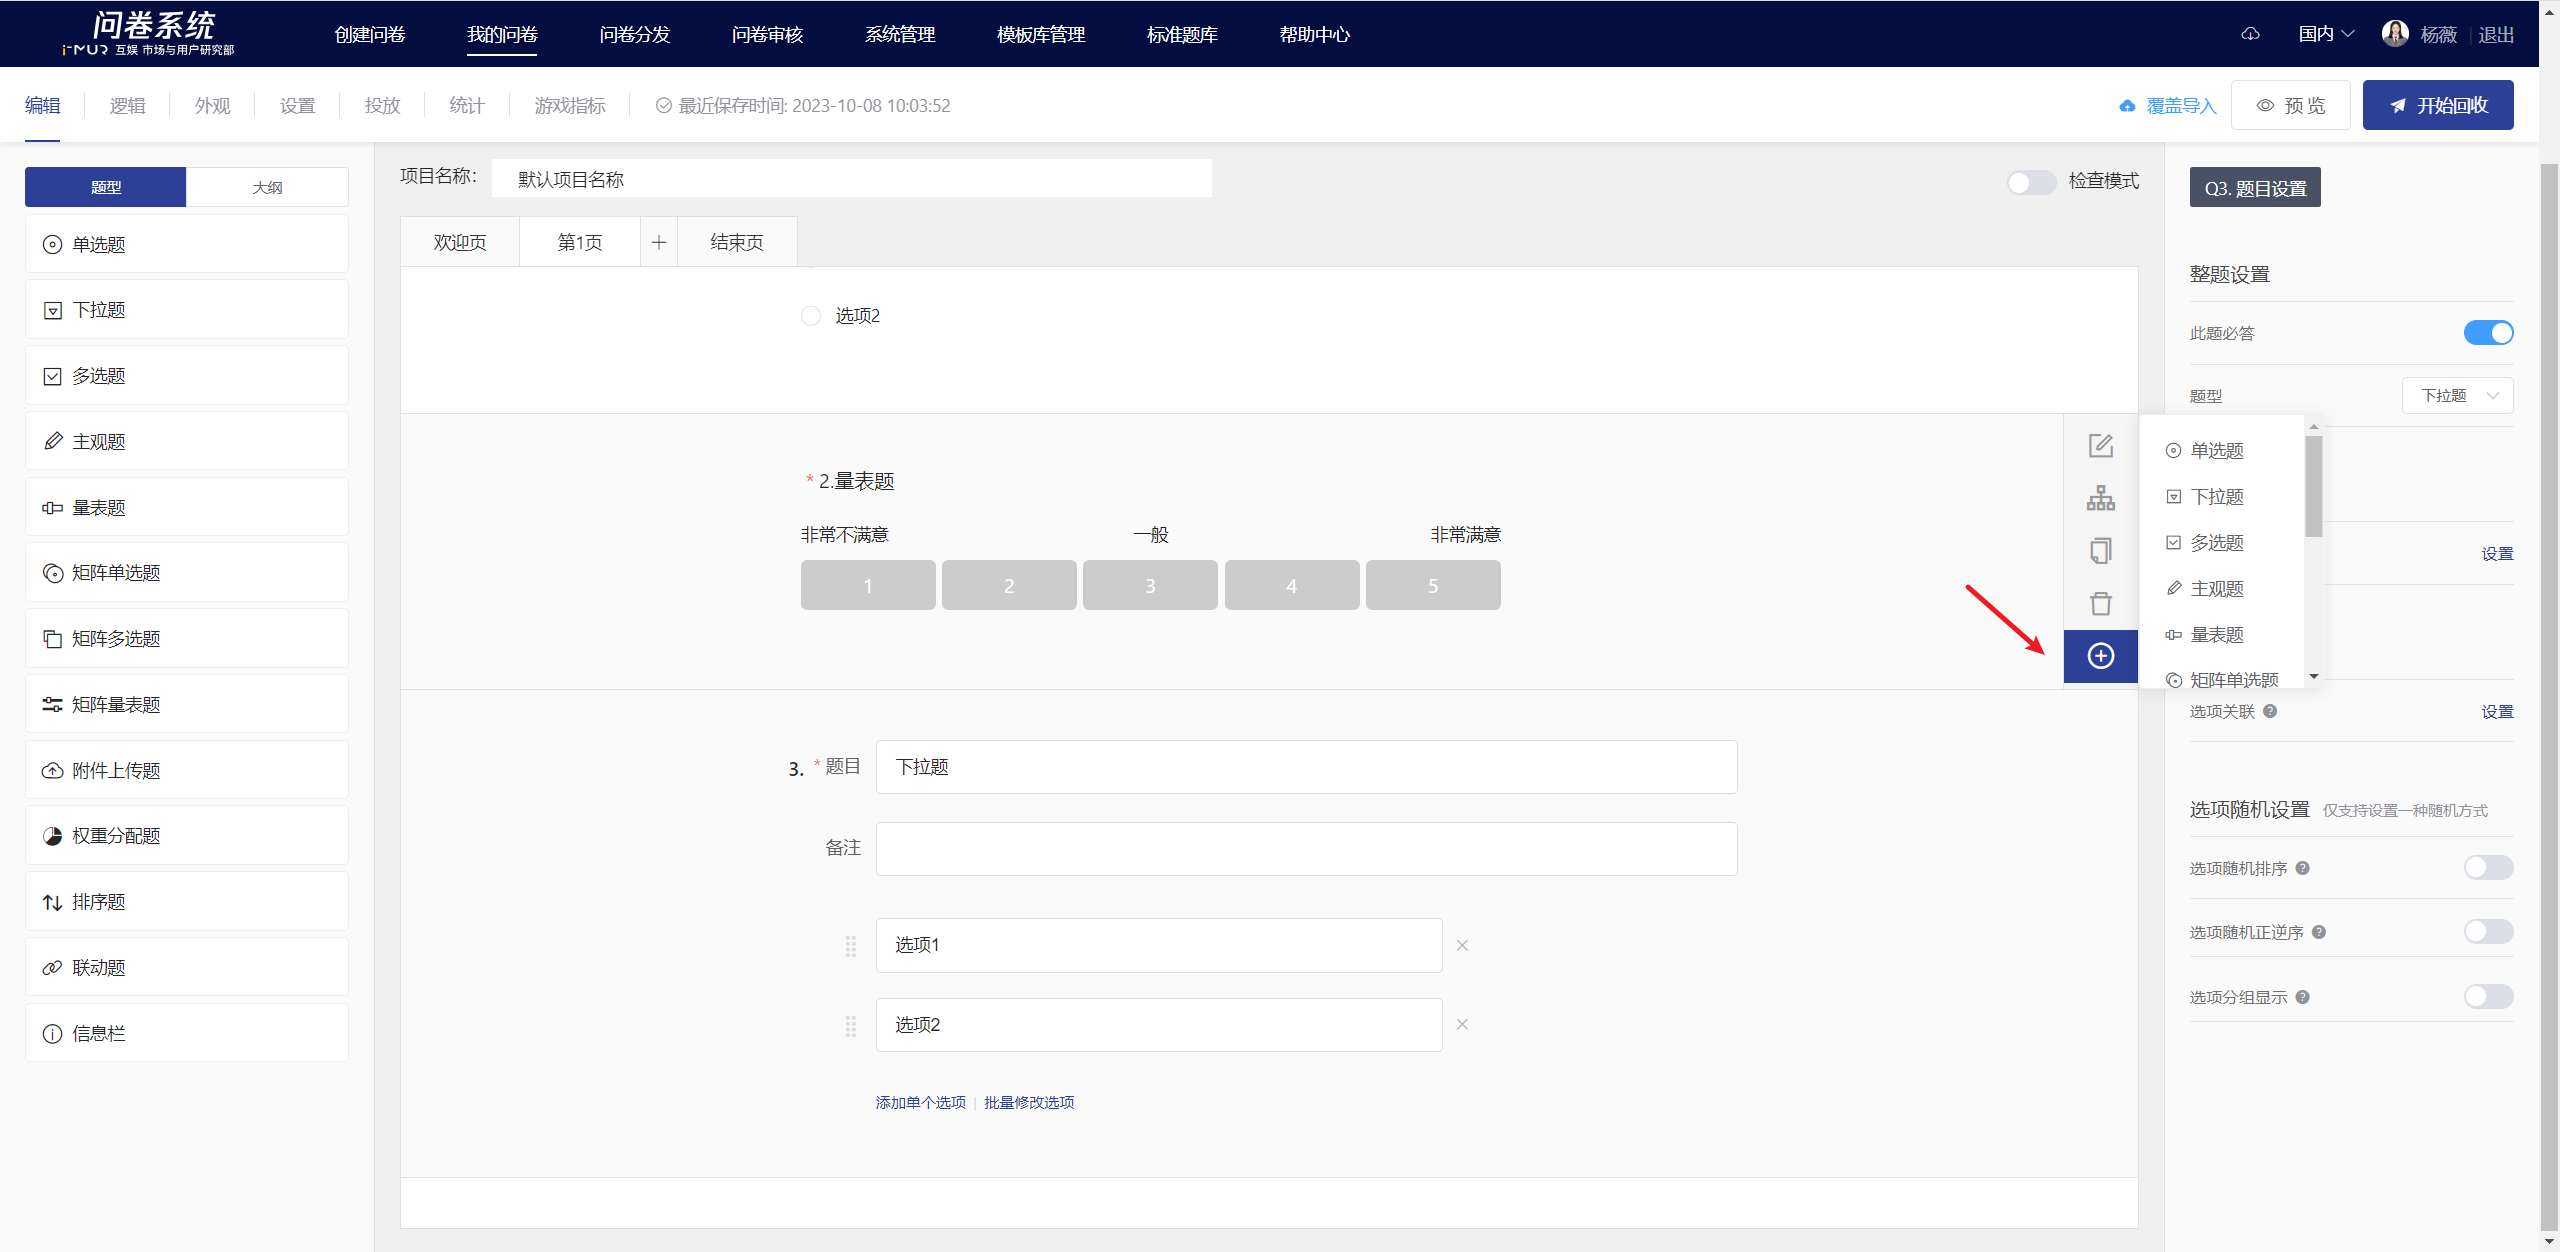 问卷系统
i-MUR 互娱 市场与用户研究部
创建问卷 我的问卷 问卷分发 问卷审核 系统管理 模板库管理 标准题库 帮助中心 国内 杨薇 退出
编辑 逻辑 外观 设置 投放 统计 游戏指标 最近保存时间: 2023-10-08 10:03:52 覆盖导入 预 览 开始回收
题型 大纲
单选题
下拉题
多选题
主观题
量表题
矩阵单选题
矩阵多选题
矩阵量表题
附件上传题
权重分配题
排序题
联动题
信息栏
项目名称: 默认项目名称 检查模式
欢迎页 第1页 + 结束页
选项2
* 2.量表题
非常不满意 一般 非常满意
1 2 3 4 5
3. * 题目 下拉题
备注
选项1
选项2
添加单个选项 | 批量修改选项
Q3. 题目设置
整题设置
此题必答
题型 下拉题
单选题
下拉题
多选题
设置
主观题
量表题
矩阵单选题
选项关联 设置
选项随机设置 仅支持设置一种随机方式
选项随机排序
选项随机正逆序
选项分组显示